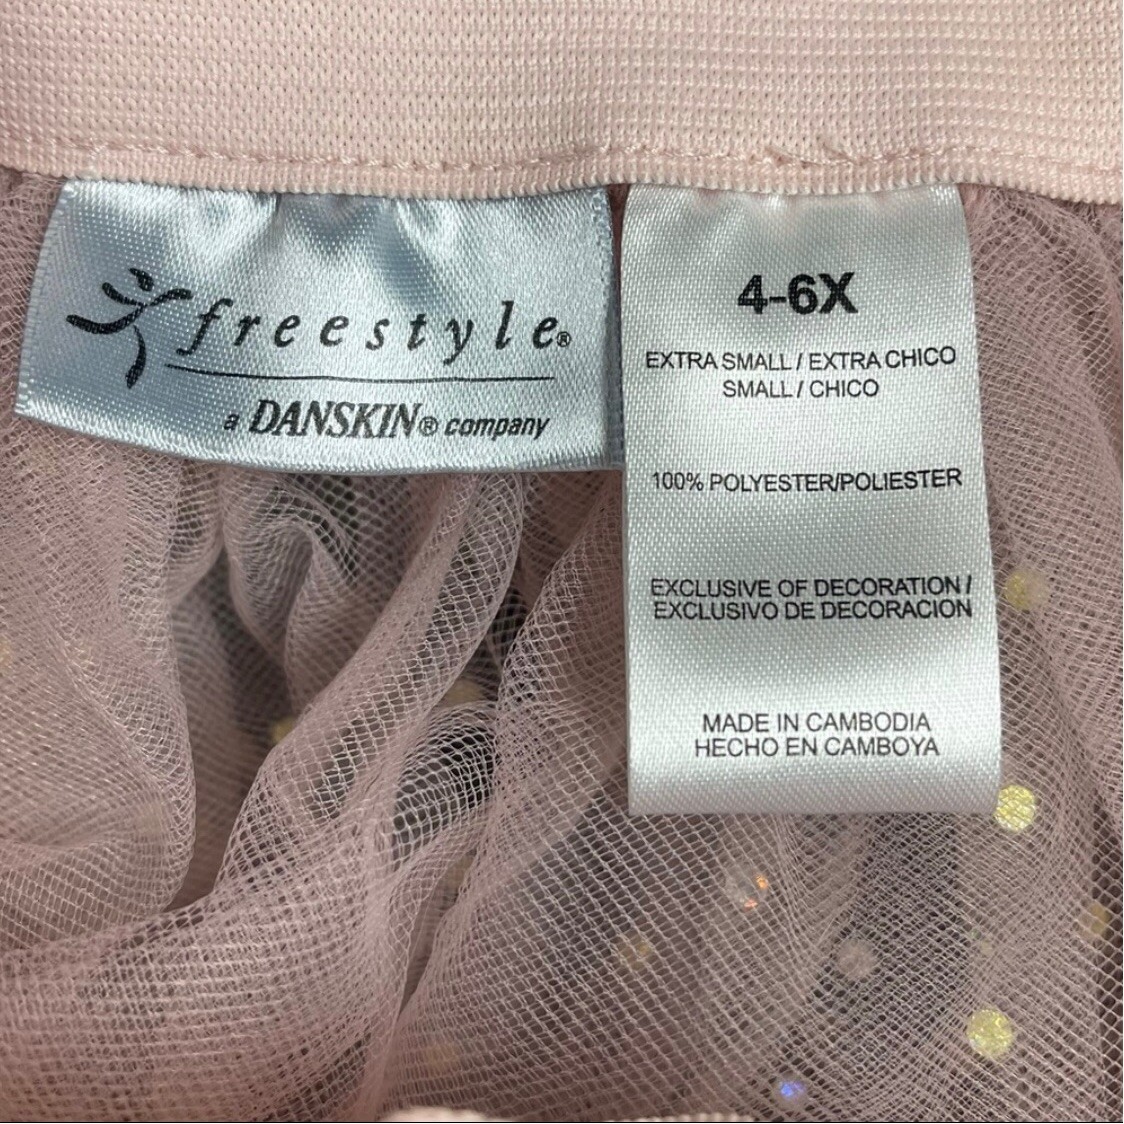 freestyle®
a DANSKIN® company
4-6X
EXTRA SMALL / EXTRA CHICO
SMALL / CHICO
100% POLYESTER/POLIESTER
EXCLUSIVE OF DECORATION /
EXCLUSIVO DE DECORACION
MADE IN CAMBODIA
HECHO EN CAMBOYA